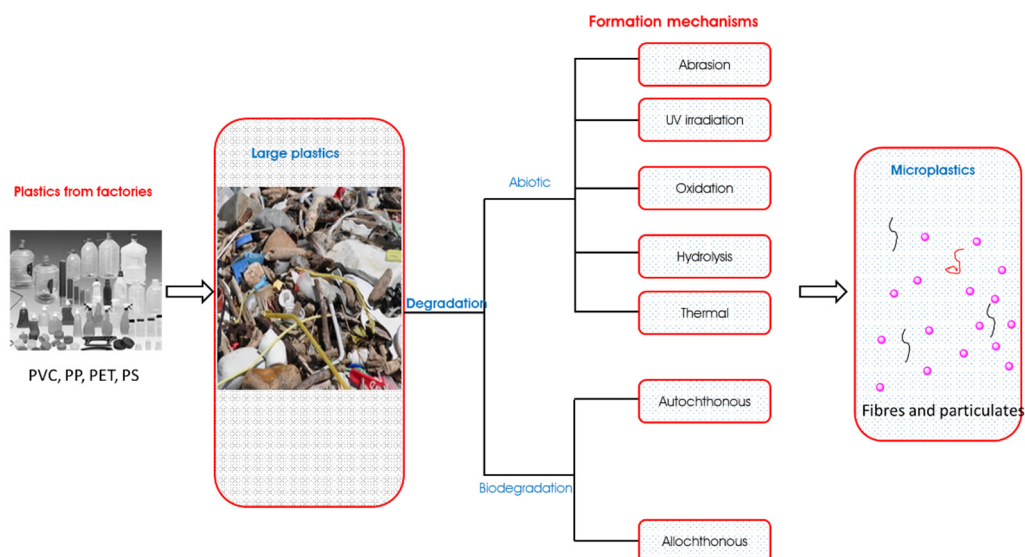 Plastics from factories
PVC, PP, PET, PS
Large plastics
Degradation
Abiotic
Biodegradation
Formation mechanisms
Abrasion
UV irradiation
Oxidation
Hydrolysis
Thermal
Autochthonous
Allochthonous
Microplastics
Fibres and particulates